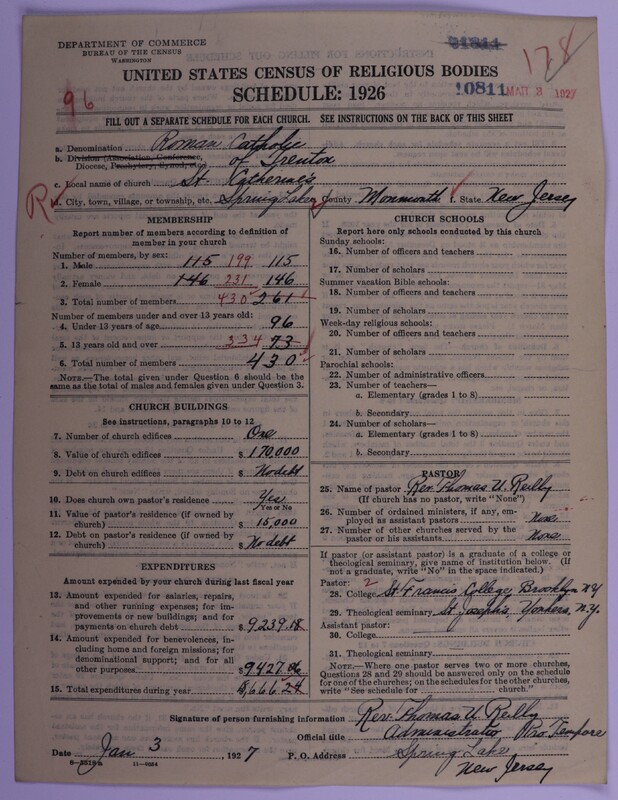 DEPARTMENT OF COMMERCE
BUREAU OF THE CENSUS
WASHINGTON
178
UNITED STATES CENSUS OF RELIGIOUS BODIES
SCHEDULE: 1926
96
10811 MAR 3 1927
FILL OUT A SEPARATE SCHEDULE FOR EACH CHURCH. SEE INSTRUCTIONS ON THE BACK OF THIS SHEET
a. Denomination Roman Catholic
b. Division (Association, Conference,
Diocese, Presbytery, Synod, etc.) of Trenton
c. Local name of church St. Katherine's
R d. City, town, village, or township, etc. Spring Lake e. County Monmouth f. State New Jersey
MEMBERSHIP
Report number of members according to definition of
member in your church
Number of members, by sex:
1. Male 115 199 115
2. Female 146 231 146
3. Total number of members 430 261
Number of members under and over 13 years old:
4. Under 13 years of age 96
5. 13 years old and over 334 73
6. Total number of members 430
NOTE.—The total given under Question 6 should be the
same as the total of males and females given under Question 3.
CHURCH BUILDINGS
See instructions, paragraphs 10 to 12
7. Number of church edifices One
8. Value of church edifices $ 170,000
9. Debt on church edifices $ No debt
10. Does church own pastor's residence Yes
Yes or No
11. Value of pastor's residence (if owned by
church) $ 15,000
12. Debt on pastor's residence (if owned by
church) $ No debt
EXPENDITURES
Amount expended by your church during last fiscal year
13. Amount expended for salaries, repairs,
and other running expenses; for im-
provements or new buildings; and for
payments on church debt $ 9,239.18
14. Amount expended for benevolences,
including home and foreign missions; for
denominational support; and for all
other purposes $ 9427.06
15. Total expenditures during year
CHURCH SCHOOLS
Report here only schools conducted by this church
Sunday schools:
16. Number of officers and teachers
17. Number of scholars
Summer vacation Bible schools:
18. Number of officers and teachers
19. Number of scholars
Week-day religious schools:
20. Number of officers and teachers
21. Number of scholars
Parochial schools:
22. Number of administrative officers
23. Number of teachers—
a. Elementary (grades 1 to 8)
b. Secondary
24. Number of scholars—
a. Elementary (grades 1 to 8)
b. Secondary
PASTOR
25. Name of pastor Rev. Thomas U. Reilly
(If church has no pastor, write "None")
26. Number of ordained ministers, if any, em-
ployed as assistant pastors None
27. Number of other churches served by the
pastor or his assistants None
If pastor (or assistant pastor) is a graduate of a college or
theological seminary, give name of institution below. (If
not a graduate, write "No" in the space indicated.)
Pastor: 2
28. College St. Francis College, Brooklyn N.Y.
29. Theological seminary St. Joseph's, Yonkers, N.Y.
Assistant pastor:
30. College
31. Theological seminary
NOTE.—Where one pastor serves two or more churches,
Questions 28 and 29 should be answered only on the schedule
for one of the churches; on the schedules for the other churches,
write "See schedule for church."
Signature of person furnishing information Rev. Thomas U. Reilly
Official title Administrator, Pro Tempore
Date Jan 3, 1927 P. O. Address Spring Lake
New Jersey
8-5518a 11-9664